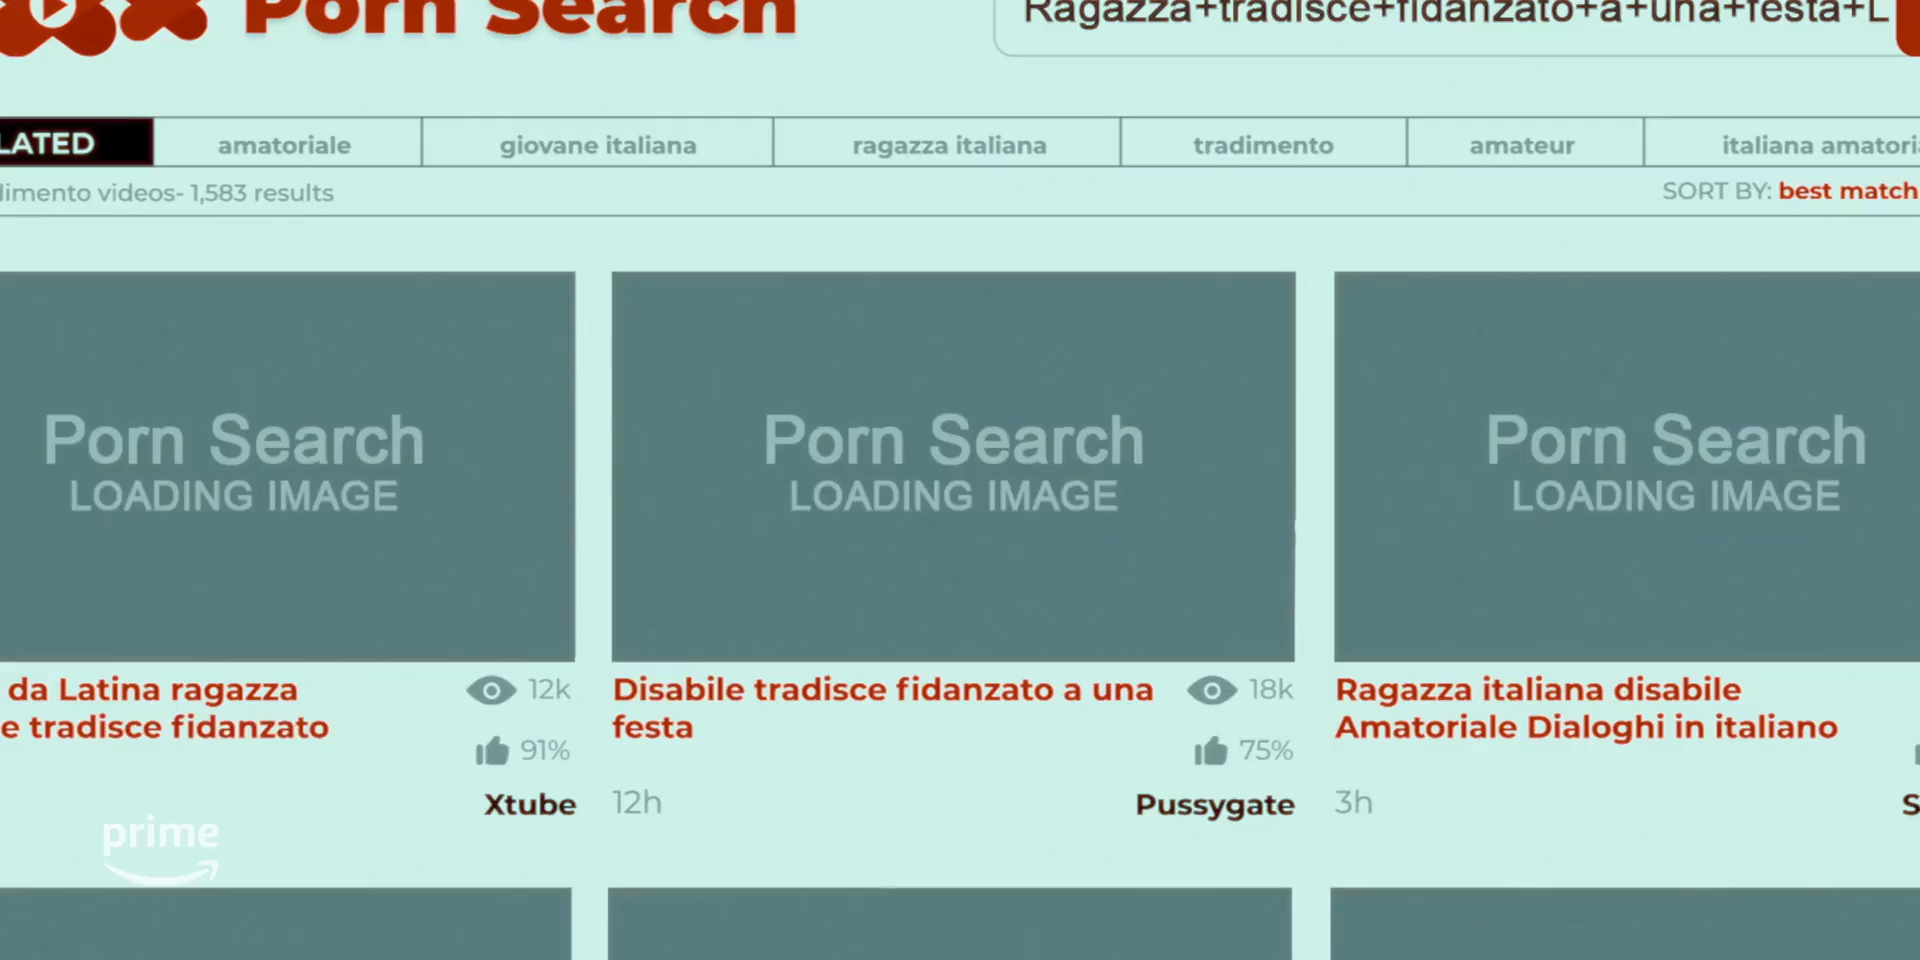 Porn Search
Ragazza+tradisce+fidanzato+a+una+festa+L
LATED
amatoriale
giovane italiana
ragazza italiana
tradimento
amateur
italiana amatori
dimento videos- 1,583 results
SORT BY: best match
Porn Search
LOADING IMAGE
Porn Search
LOADING IMAGE
Porn Search
LOADING IMAGE
da Latina ragazza
e tradisce fidanzato
12k
91%
Xtube
Disabile tradisce fidanzato a una
festa
18k
75%
12h
Pussygate
Ragazza italiana disabile
Amatoriale Dialoghi in italiano
3h
S
prime